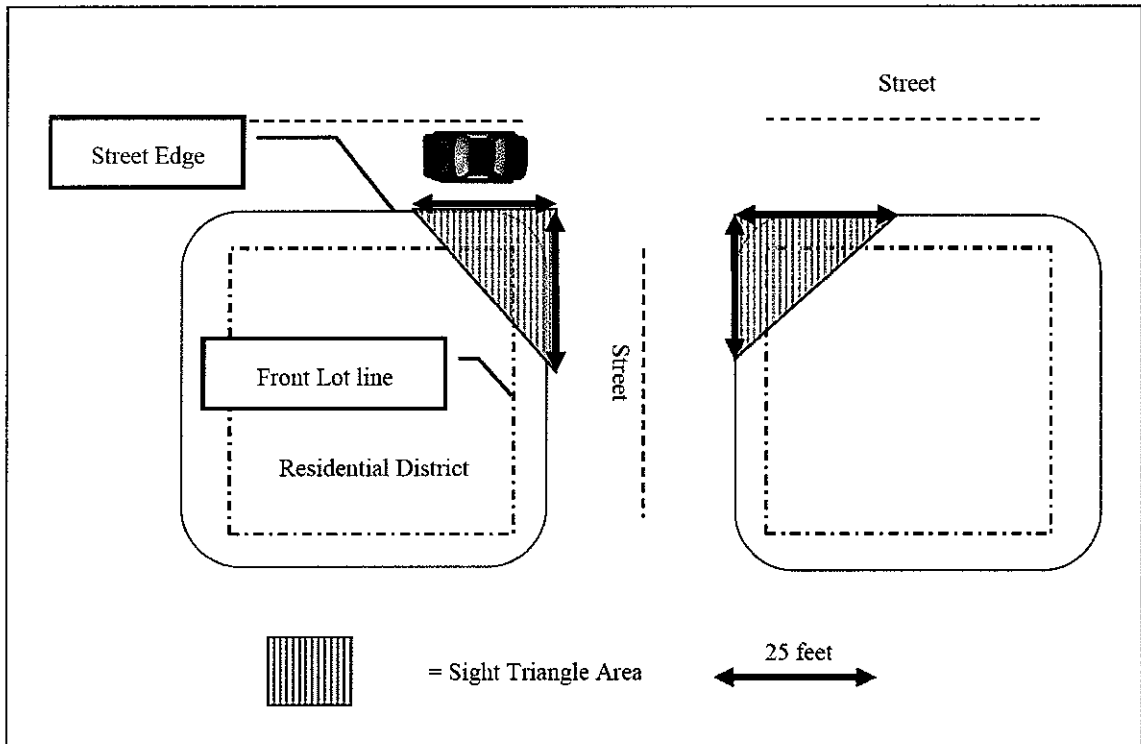 Street
Street Edge
Street
Front Lot line
Residential District
25 feet
= Sight Triangle Area